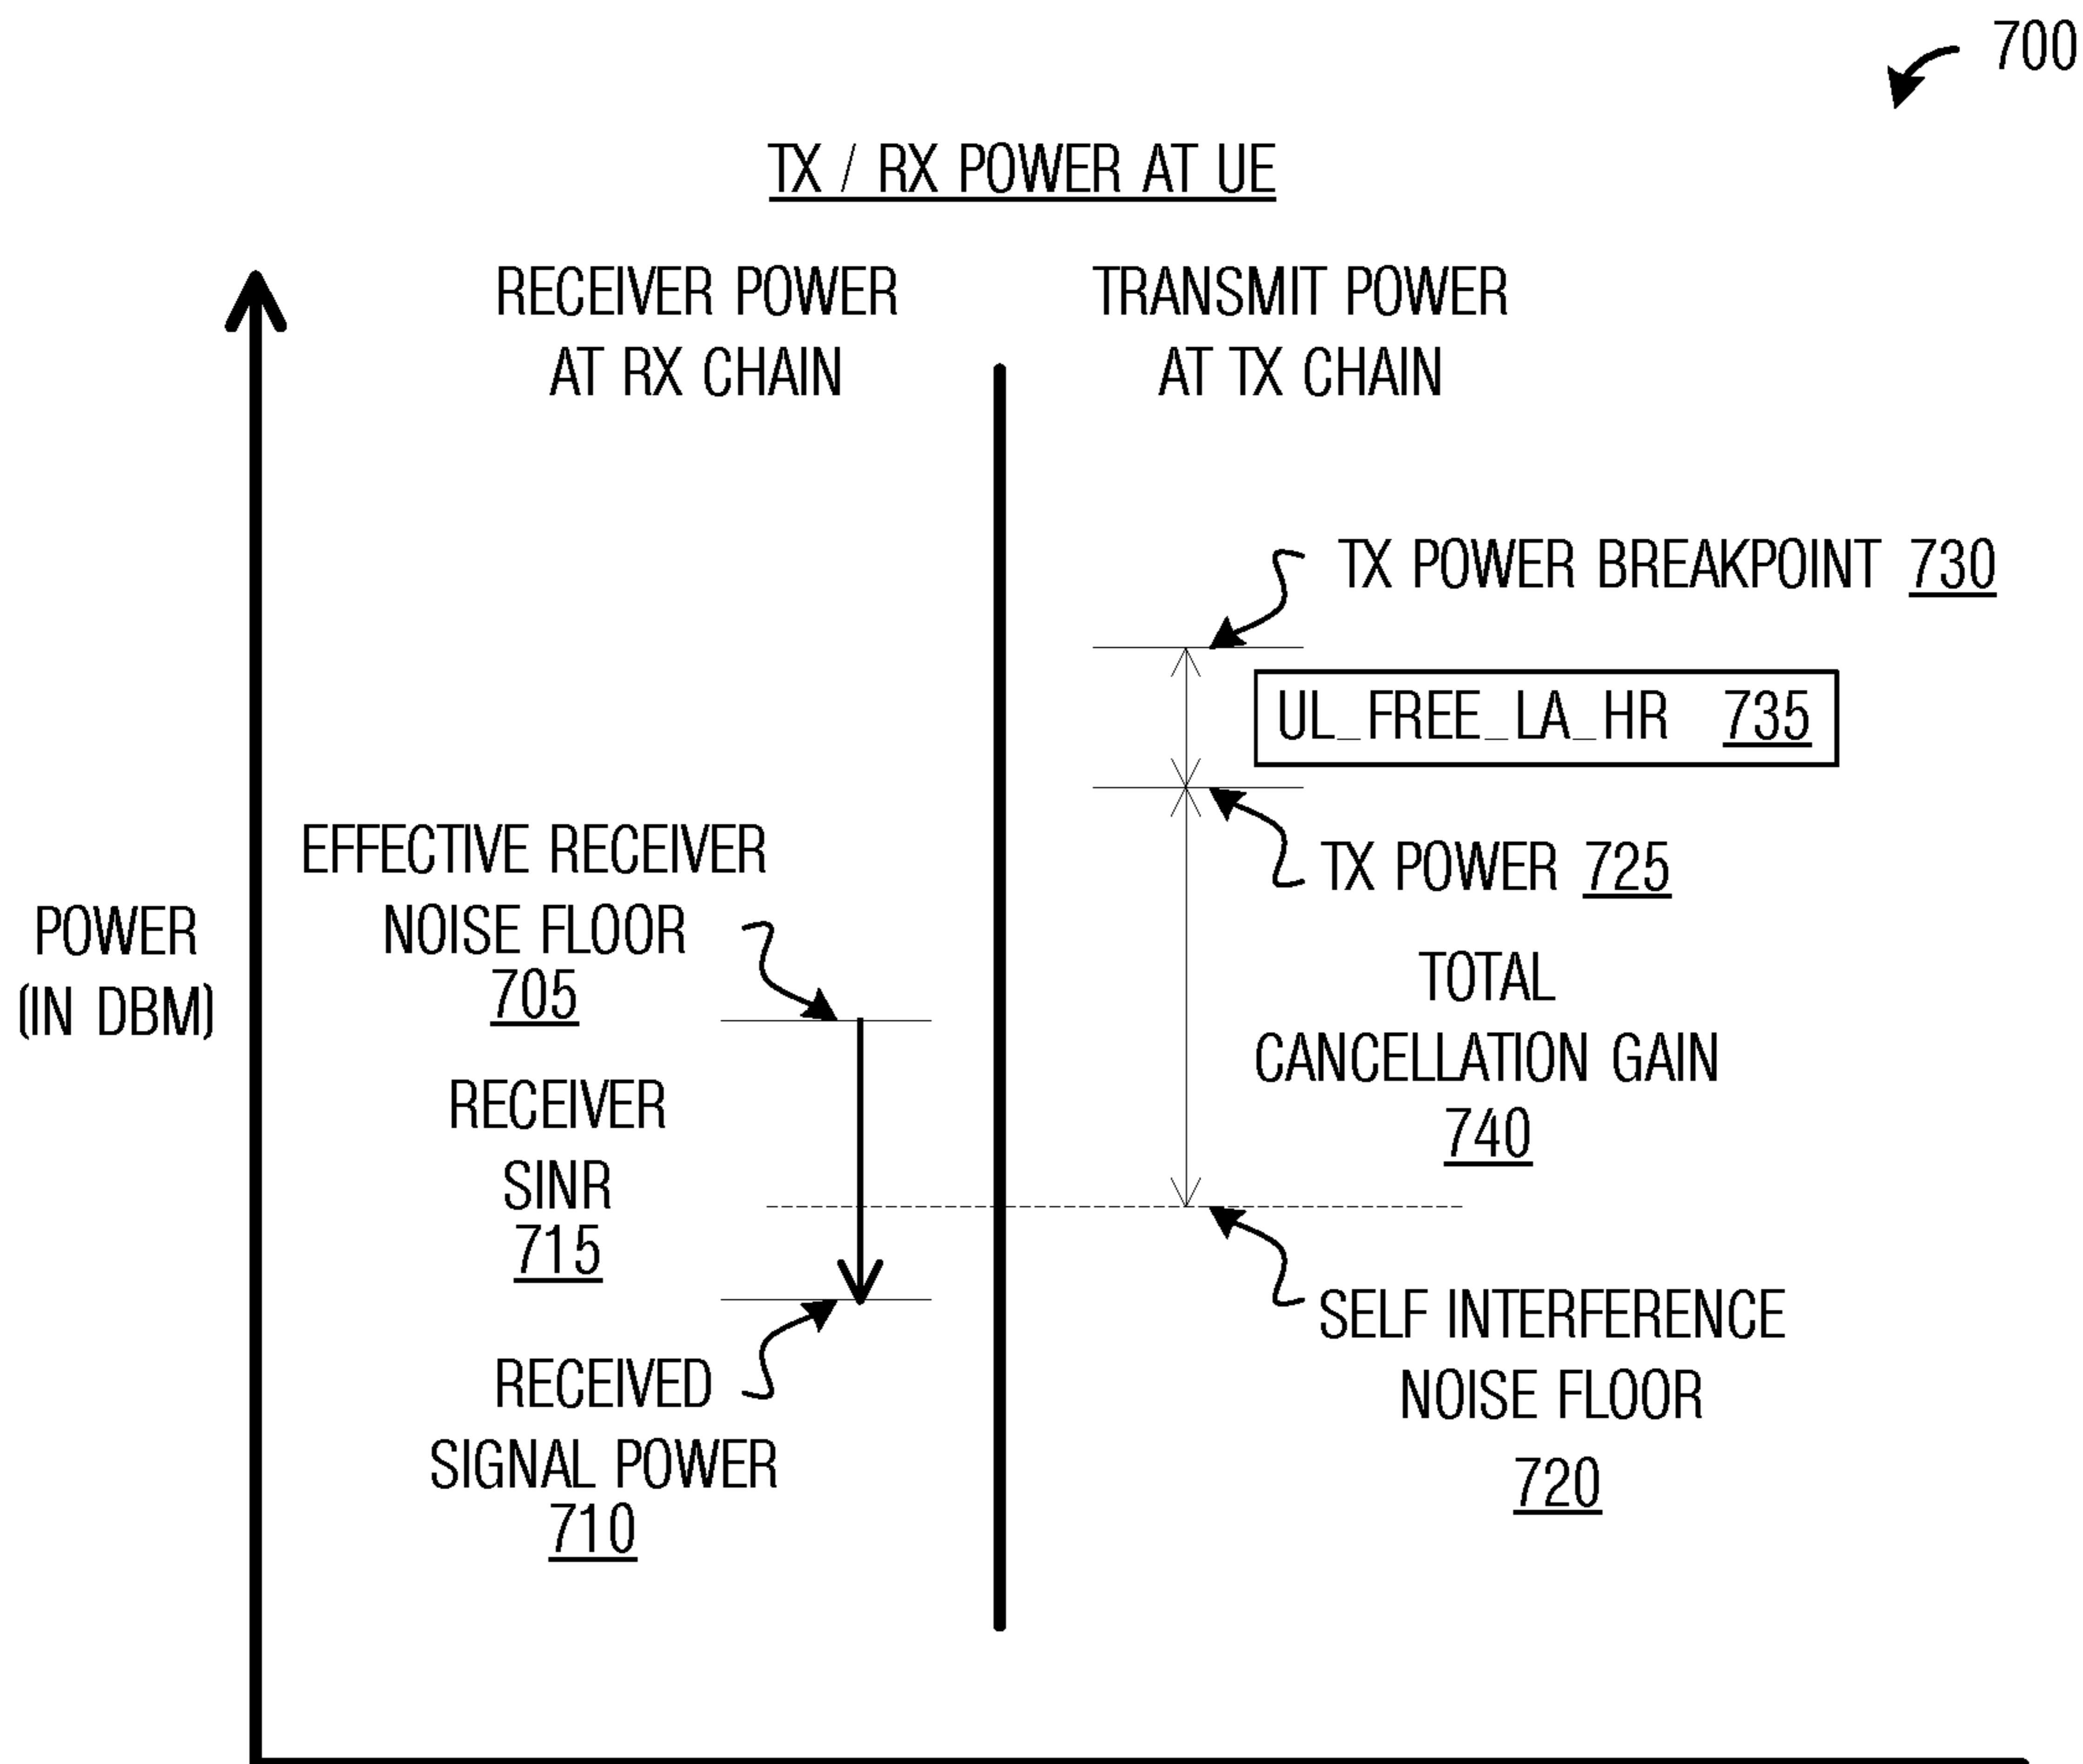 700
TX / RX POWER AT UE
RECEIVER POWER
AT RX CHAIN
TRANSMIT POWER
AT TX CHAIN
TX POWER BREAKPOINT 730
UL_FREE_LA_HR 735
EFFECTIVE RECEIVER
NOISE FLOOR
705
TX POWER 725
POWER
(IN DBM)
TOTAL
CANCELLATION GAIN
740
RECEIVER
SINR
715
SELF INTERFERENCE
NOISE FLOOR
720
RECEIVED
SIGNAL POWER
710